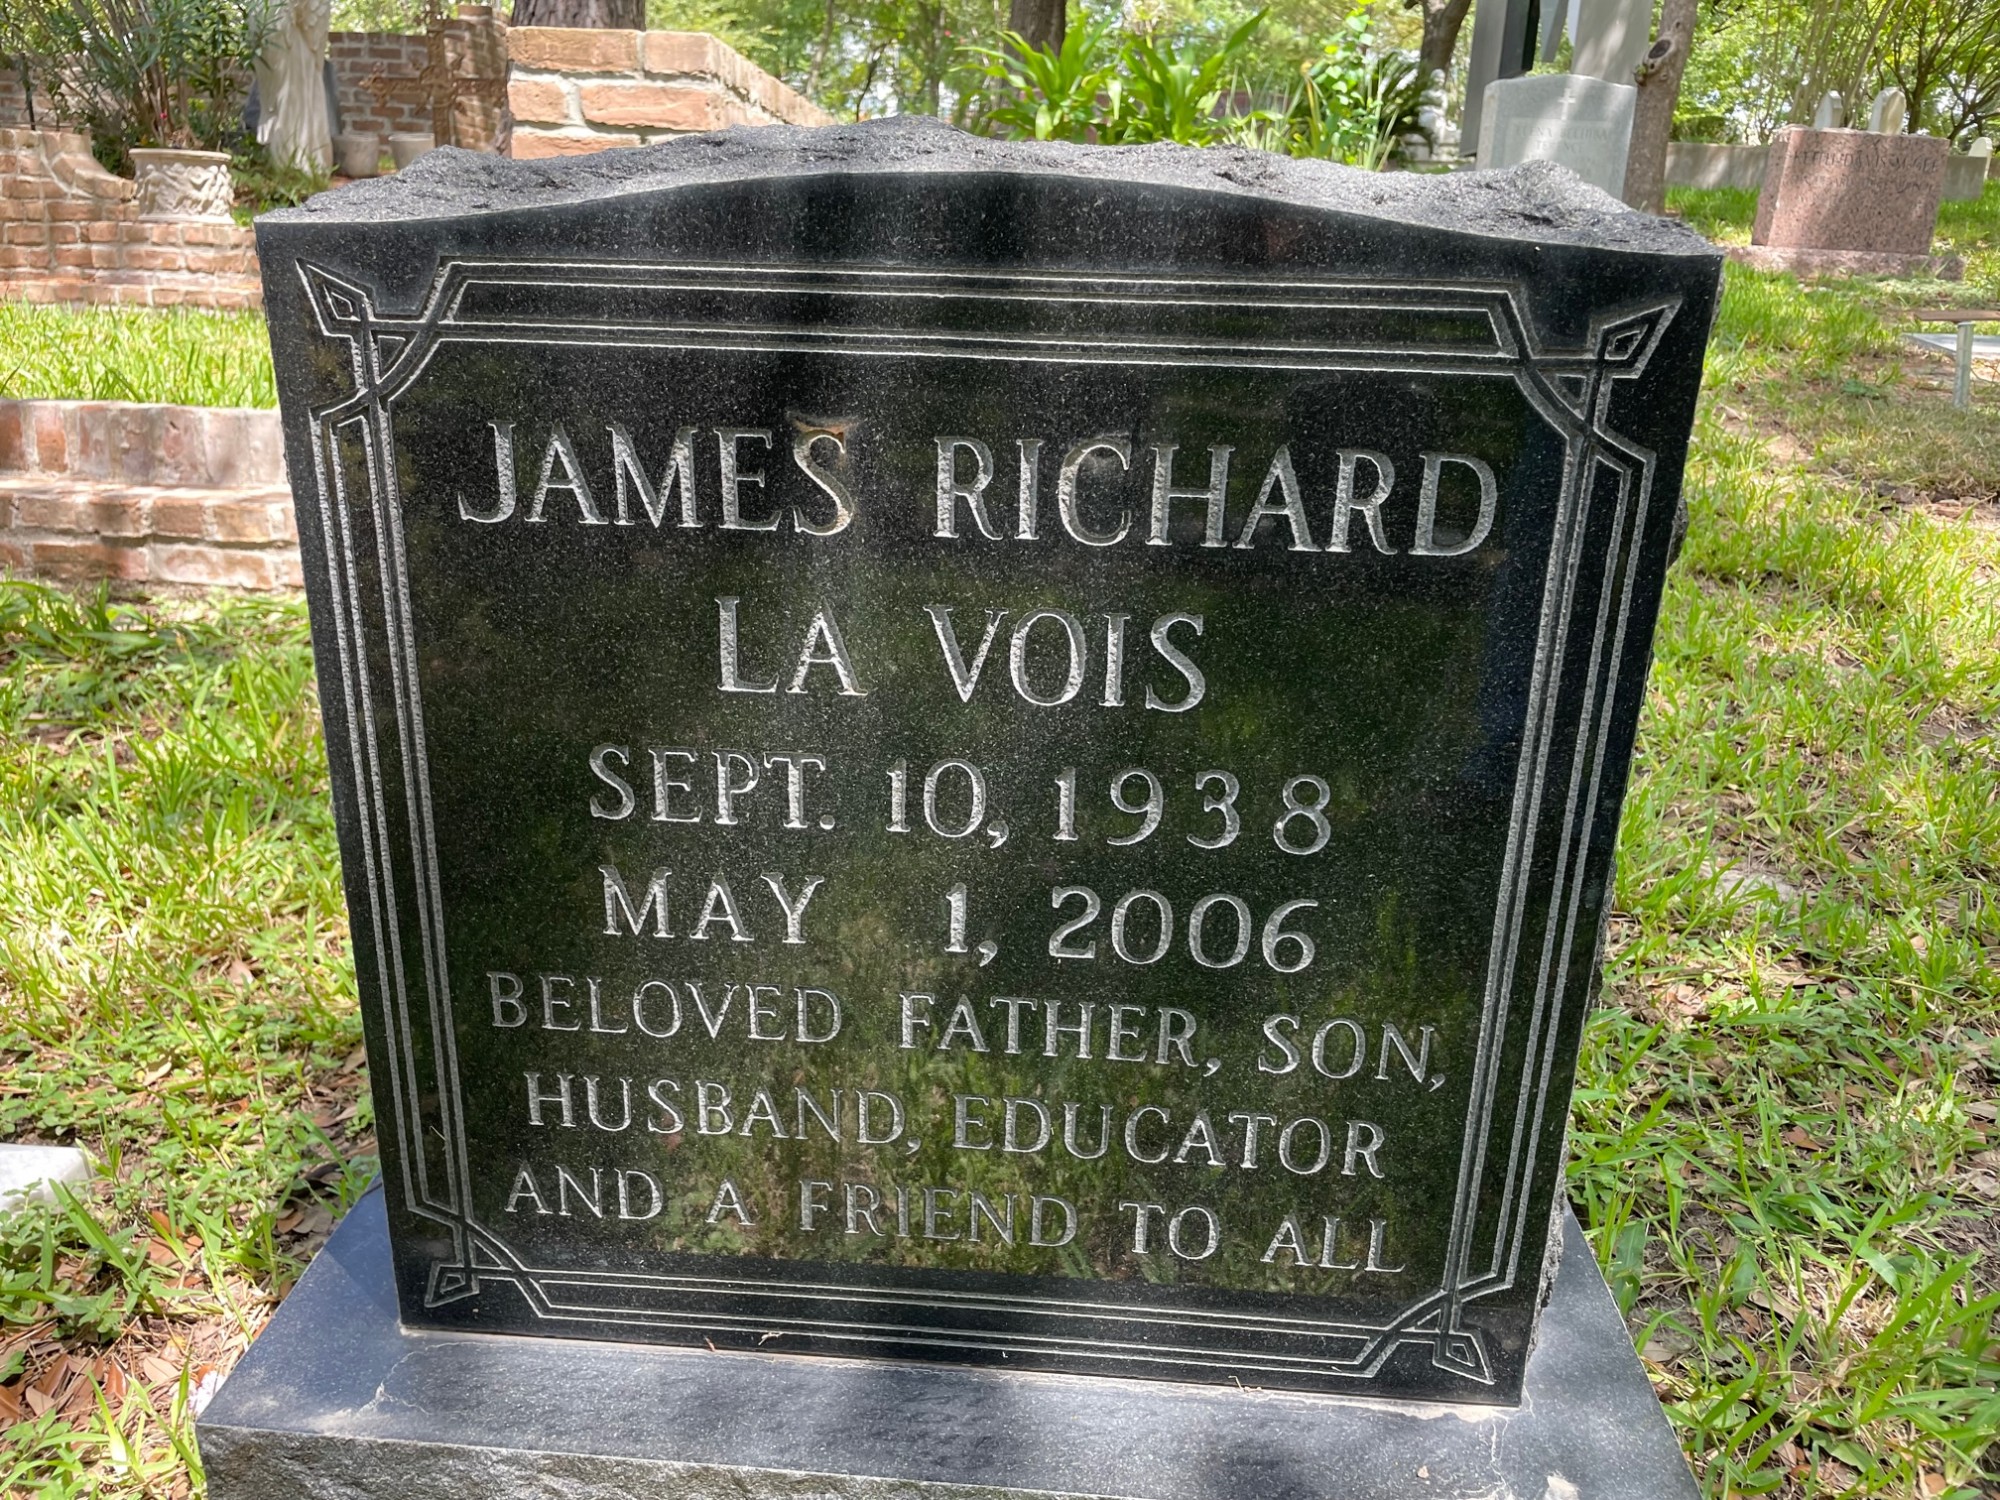 JAMES RICHARD
LA VOIS
SEPT. 10, 1938
MAY 1, 2006
BELOVED FATHER, SON,
HUSBAND, EDUCATOR
AND A FRIEND TO ALL